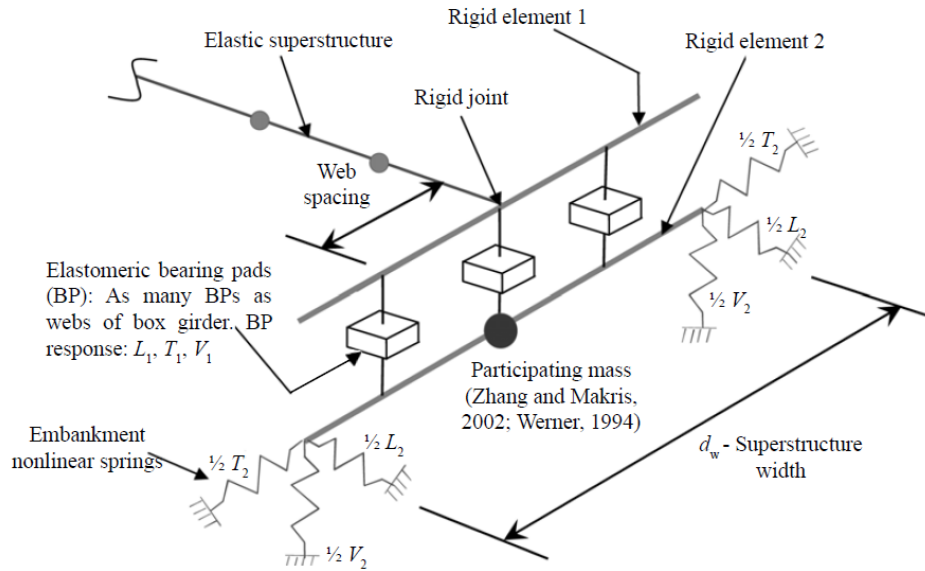 Rigid element 1
Elastic superstructure
Rigid element 2
Rigid joint
½ T₂
Web
spacing
½ L₂
Elastomeric bearing pads
(BP): As many BPs as
webs of box girder. BP
response: L₁, T₁, V₁
½ V₂
Participating mass
(Zhang and Makris,
2002; Werner, 1994)
Embankment
nonlinear springs
½ T₂
½ L₂
d_w - Superstructure
width
½ V₂